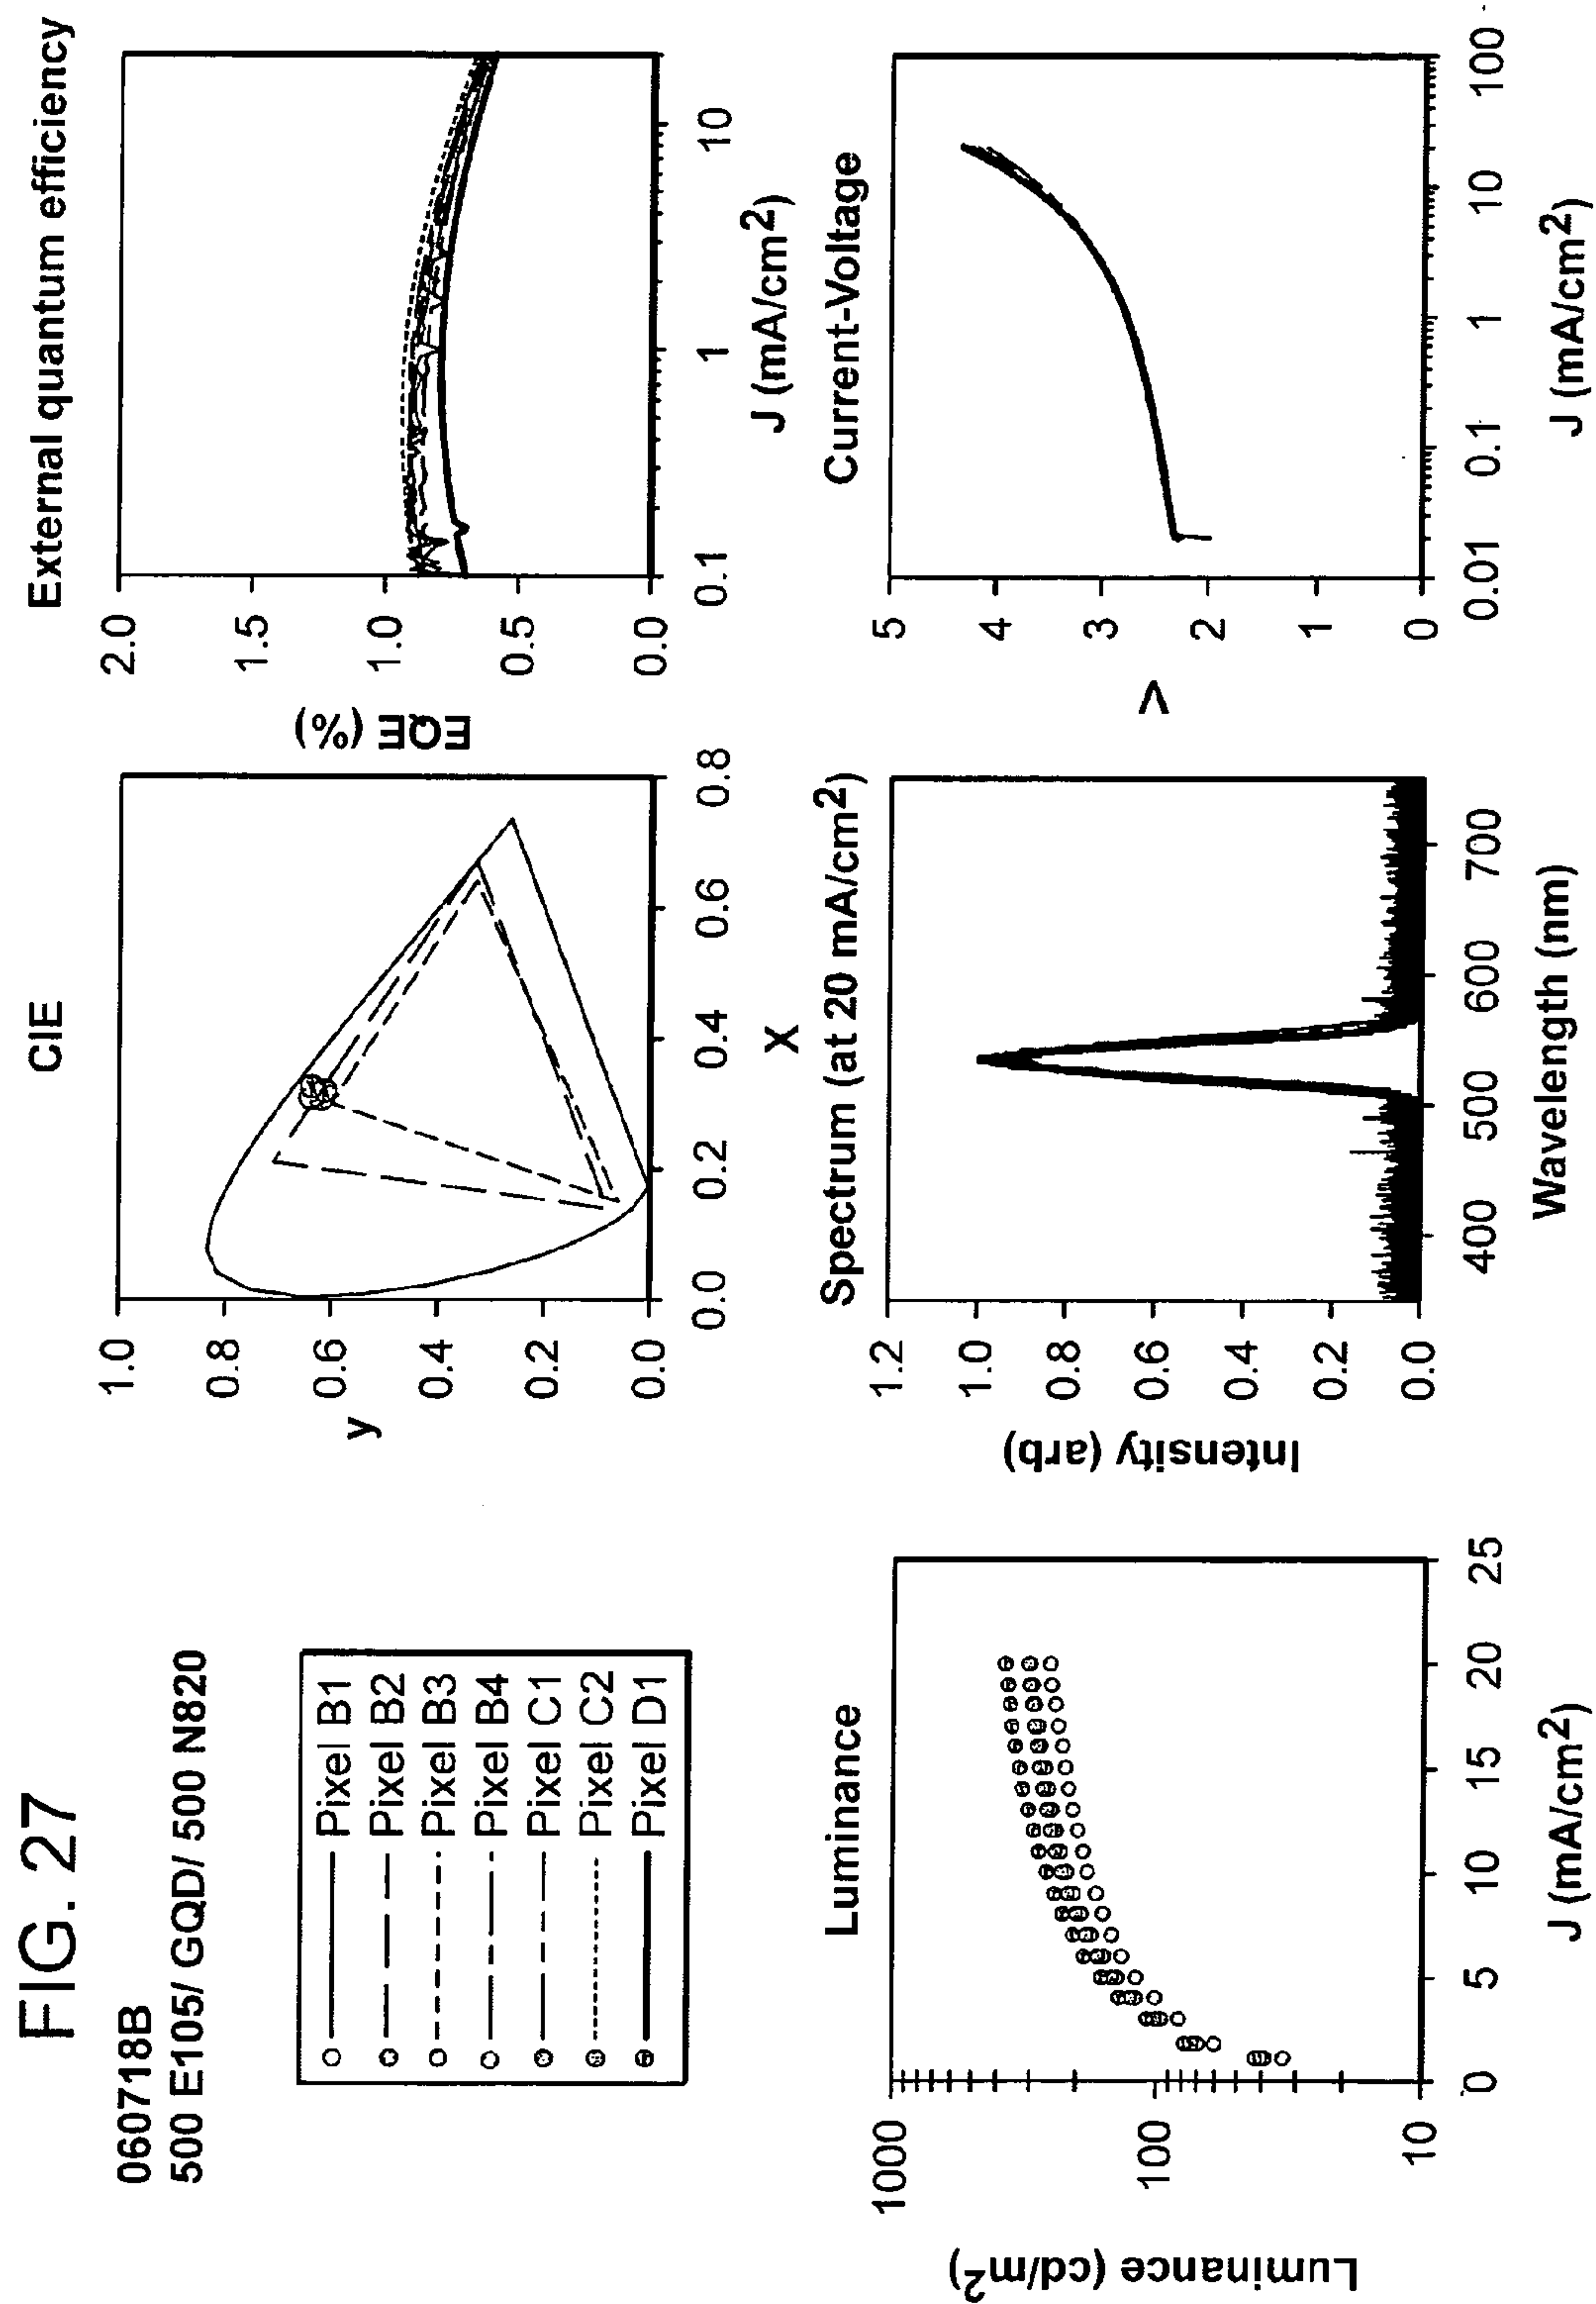 FIG. 27
060718B
500 E105/ GQD/ 500 N820
Pixel B1
Pixel B2
Pixel B3
Pixel B4
Pixel C1
Pixel C2
Pixel D1
CIE
y
1.0
0.8
0.6
0.4
0.2
0.0
0.0
0.2
0.4
0.6
0.8
X
External quantum efficiency
EQE (%)
2.0
1.5
1.0
0.5
0.0
0.1
1
10
J (mA/cm2)
Luminance
Luminance (cd/m2)
1000
100
10
0
5
10
15
20
25
J (mA/cm2)
Spectrum (at 20 mA/cm2)
Intensity (arb)
1.2
1.0
0.8
0.6
0.4
0.2
0.0
400
500
600
700
Wavelength (nm)
Current-Voltage
V
5
4
3
2
1
0
0.01
0.1
1
10
100
J (mA/cm2)